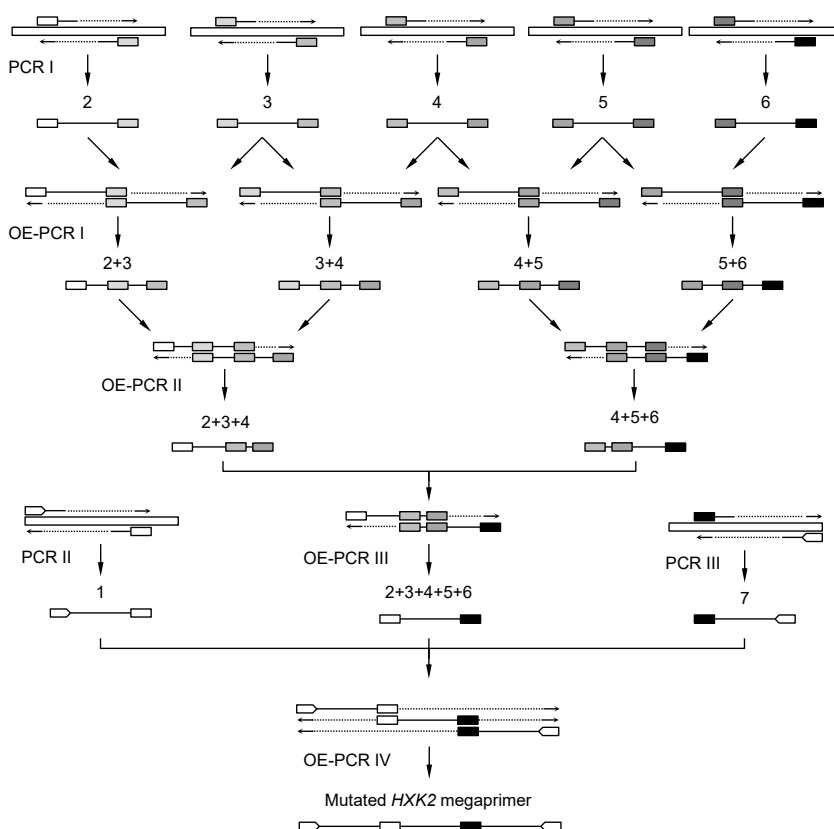 PCR I
2 3 4 5 6
OE-PCR I
2+3 3+4 4+5 5+6
OE-PCR II
2+3+4 4+5+6
PCR II OE-PCR III PCR III
1 2+3+4+5+6 7
OE-PCR IV
Mutated HXK2 megaprimer